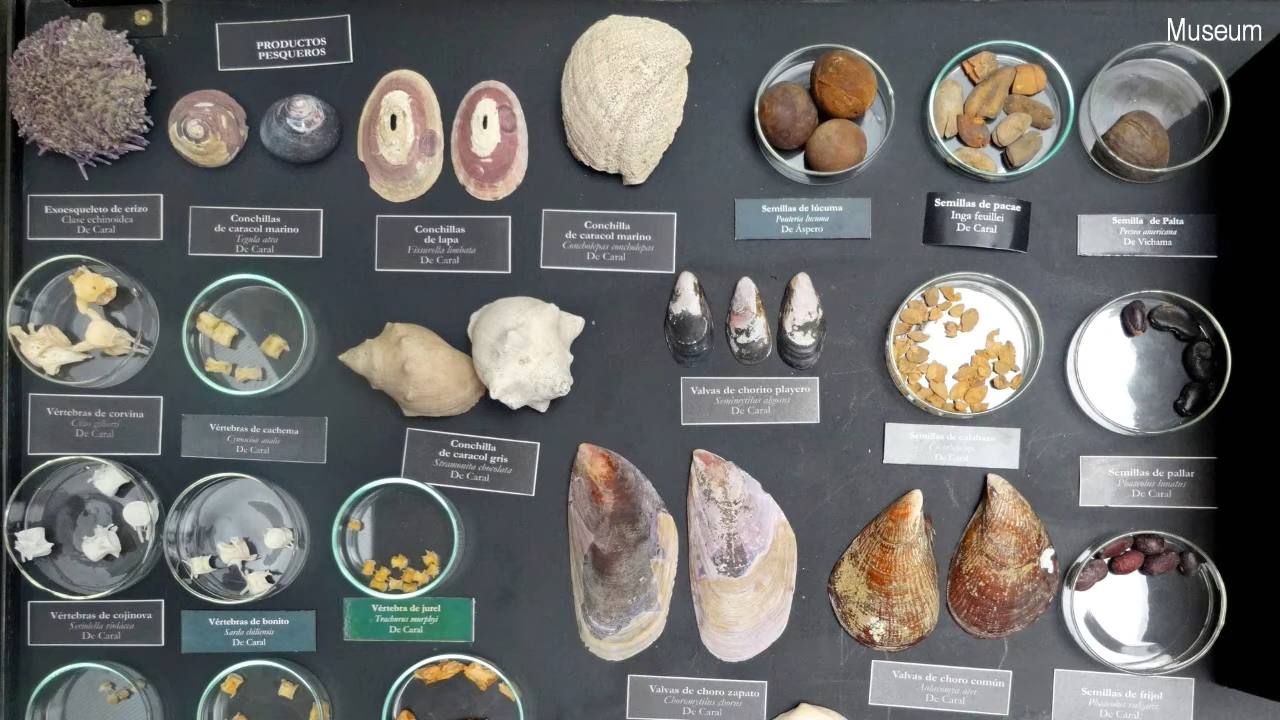 Museum
PRODUCTOS
PESQUEROS
Exoesqueleto de erizo
Clase echinoidea
De Caral
Conchillas
de caracol marino
Tegula atra
De Caral
Conchillas
de lapa
Fissurella limbata
De Caral
Conchilla
de caracol marino
Concholepas concholepas
De Caral
Semillas de lúcuma
Pouteria lucuma
De Áspero
Semillas de pacae
Inga feuillei
De Caral
Semilla de Palta
Persea americana
De Vichama
Vértebras de corvina
Cilus gilberti
De Caral
Vértebras de cachema
Cynoscion analis
De Caral
Conchilla
de caracol gris
Stramonita chocolata
De Caral
Valvas de chorito playero
Semimytilus algosus
De Caral
Semillas de calabaza
De Caral
Semillas de pallar
Phaseolus lunatus
De Caral
Vértebras de cojinova
Seriolella violacea
De Caral
Vértebras de bonito
Sarda chiliensis
De Caral
Vértebra de jurel
Trachurus murphyi
De Caral
Valvas de choro zapato
Choromytilus chorus
De Caral
Valvas de choro común
Aulacomya ater
De Caral
Semillas de frijol
Phaseolus vulgaris
De Caral